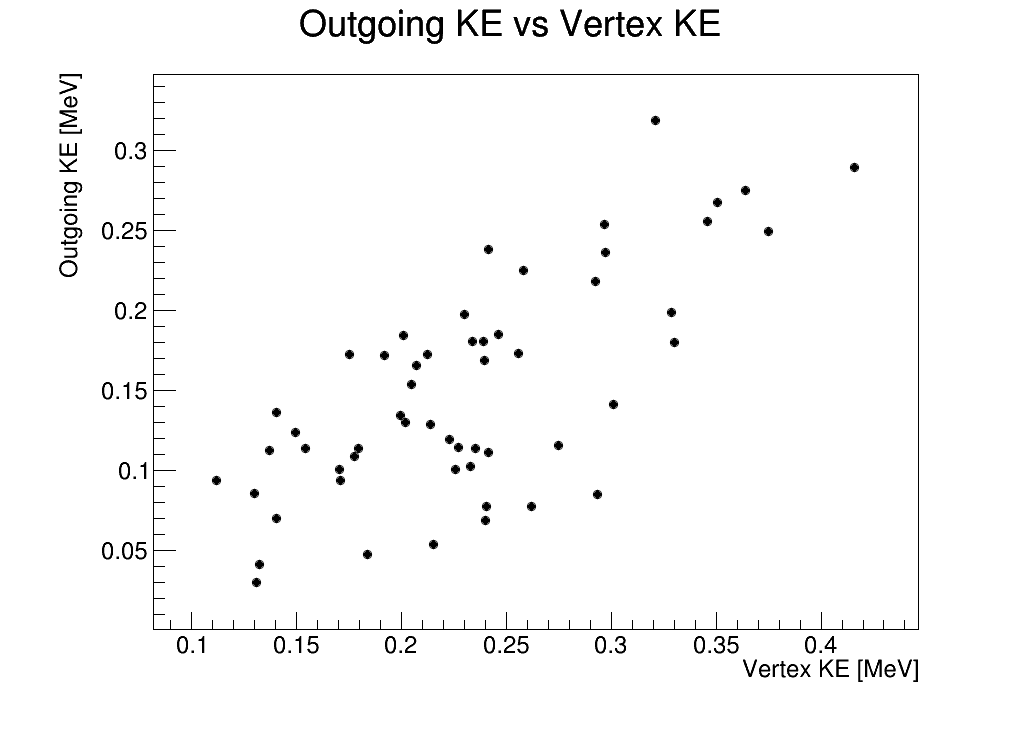 Outgoing KE vs Vertex KE
Outgoing KE [MeV]
0.3
0.25
0.2
0.15
0.1
0.05
0.1 0.15 0.2 0.25 0.3 0.35 0.4
Vertex KE [MeV]